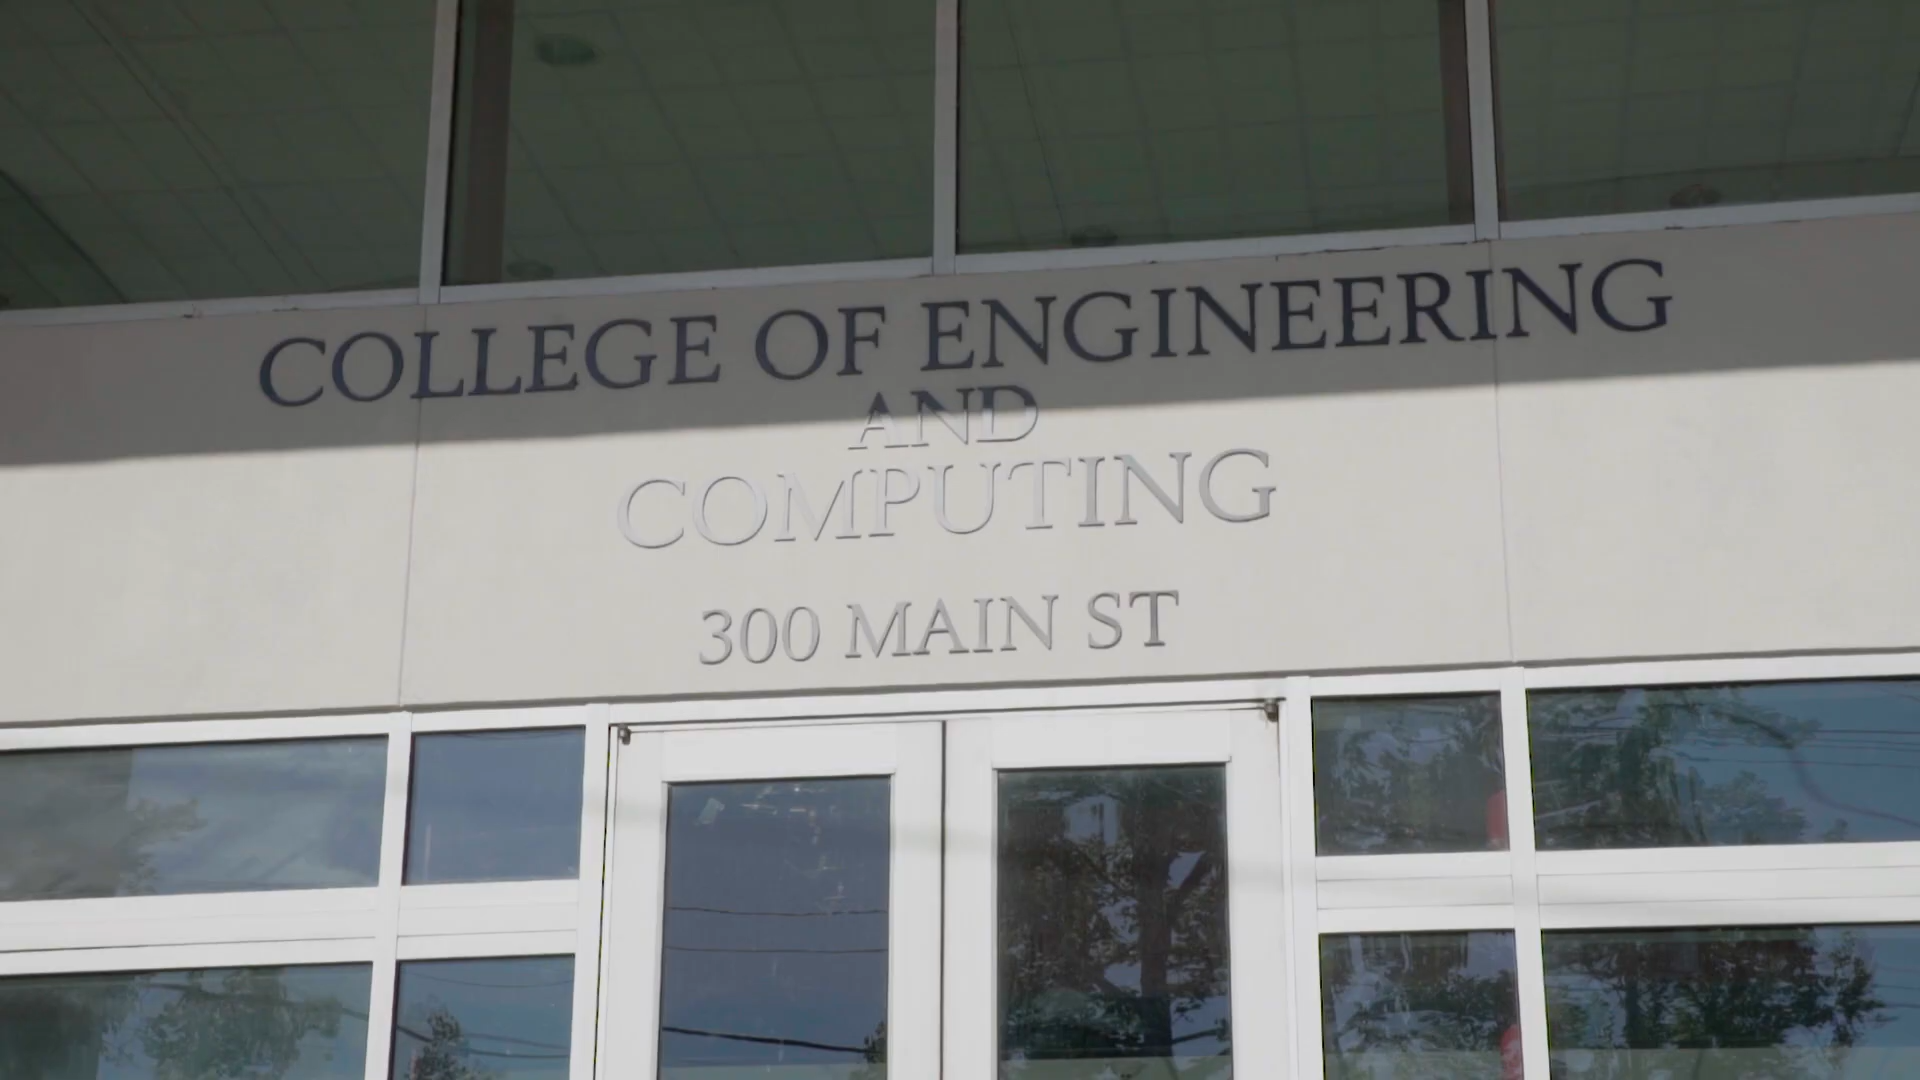 COLLEGE OF ENGINEERING
AND
COMPUTING
300 MAIN ST